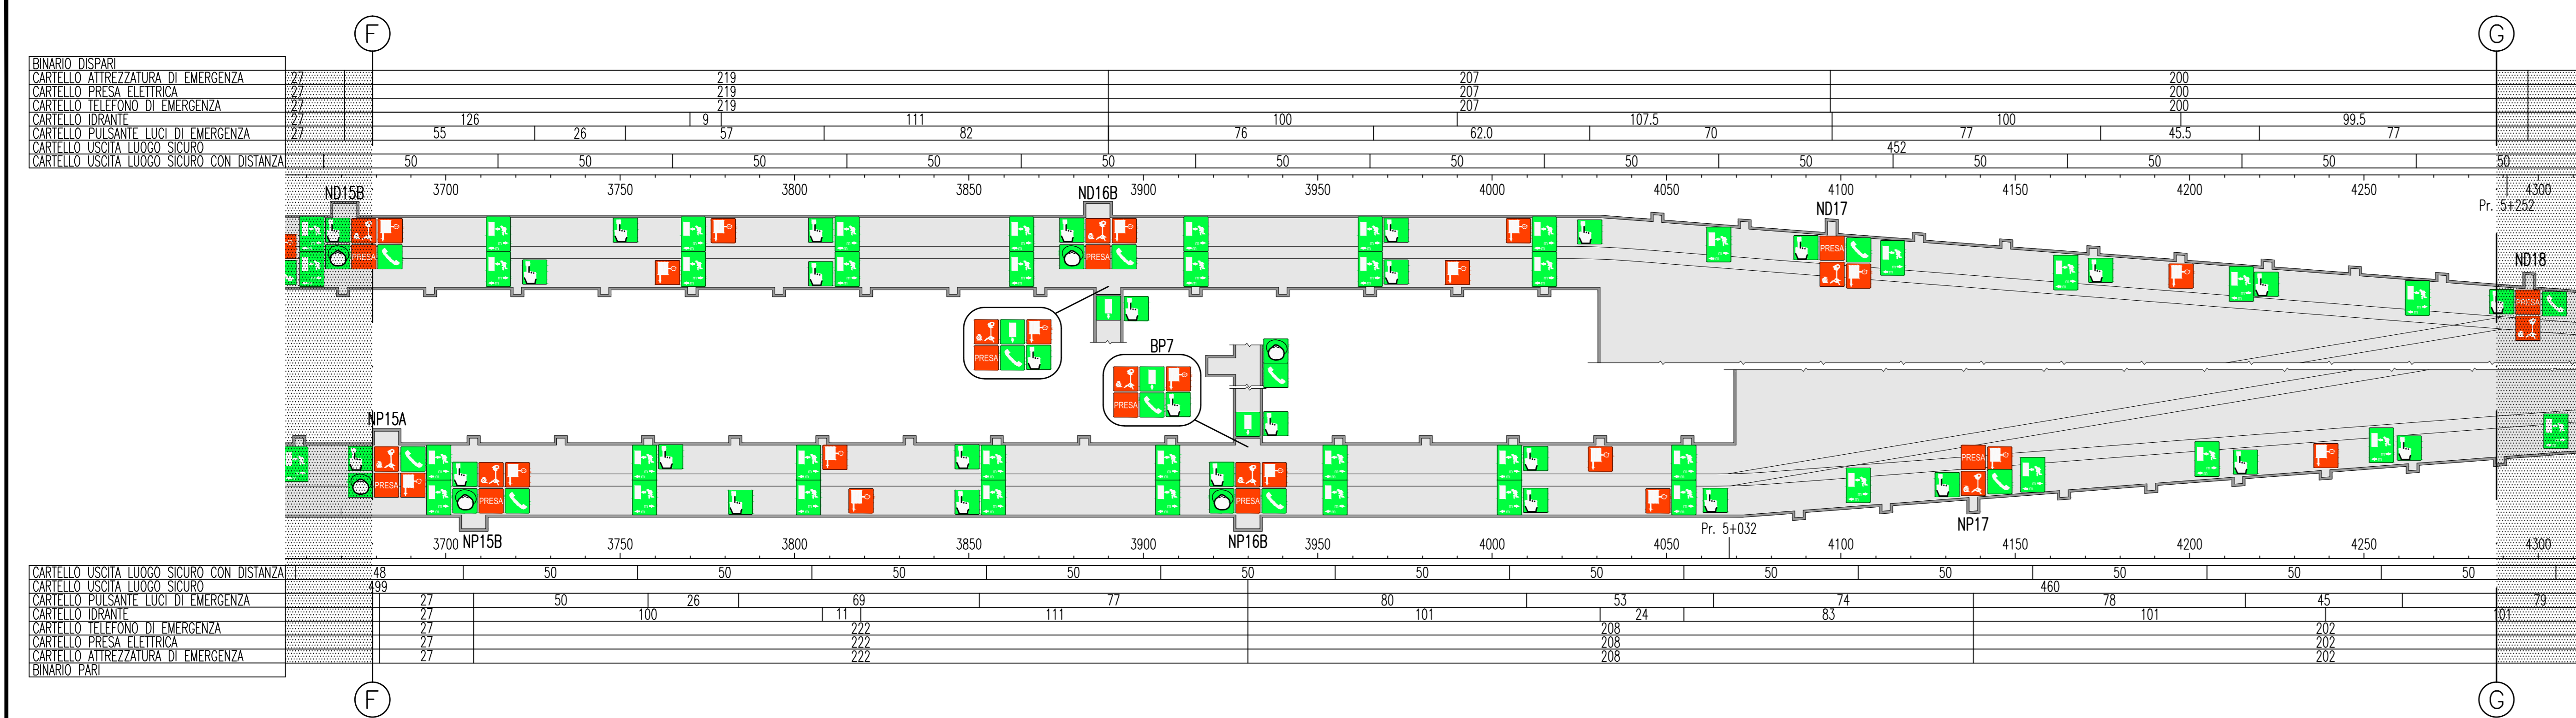 F G
BINARIO DISPARI
CARTELLO ATTREZZATURA DI EMERGENZA 27 219 207 200
CARTELLO PRESA ELETTRICA 27 219 207 200
CARTELLO TELEFONO DI EMERGENZA 27 219 207 200
CARTELLO IDRANTE 27 126 9 111 100 107.5 100 99.5
CARTELLO PULSANTE LUCI DI EMERGENZA 27 55 26 57 82 76 62.0 70 77 45.5 77
CARTELLO USCITA LUOGO SICURO 452
CARTELLO USCITA LUOGO SICURO CON DISTANZA 50 50 50 50 50 50 50 50 50 50 50 50 50
3700 3750 3800 3850 3900 3950 4000 4050 4100 4150 4200 4250 4300
ND15B ND16B ND17 Pr. 5+252
ND18
PRESA PRESA PRESA PRESA
PRESA
BP7
PRESA
NP15A
PRESA PRESA PRESA PRESA
NP15B NP16B Pr. 5+032 NP17
3700 3750 3800 3850 3900 3950 4000 4050 4100 4150 4200 4250 4300
CARTELLO USCITA LUOGO SICURO CON DISTANZA 48 50 50 50 50 50 50 50 50 50 50 50 50
CARTELLO USCITA LUOGO SICURO 499 460
CARTELLO PULSANTE LUCI DI EMERGENZA 27 50 26 69 77 80 53 74 78 45 79
CARTELLO IDRANTE 27 100 11 111 101 24 83 101 101
CARTELLO TELEFONO DI EMERGENZA 27 222 208 202
CARTELLO PRESA ELETTRICA 27 222 208 202
CARTELLO ATTREZZATURA DI EMERGENZA 27 222 208 202
BINARIO PARI
F G